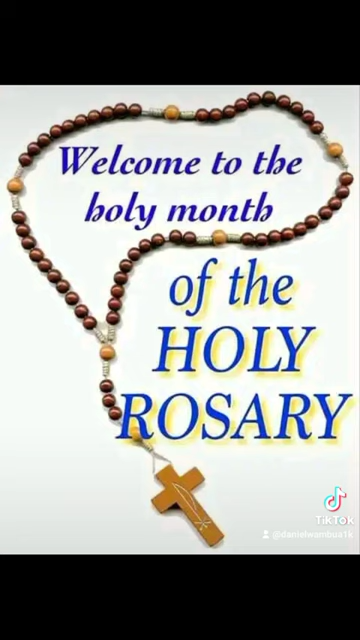 Welcome to the
holy month
of the
HOLY
ROSARY
TikTok
@danielwambua1k